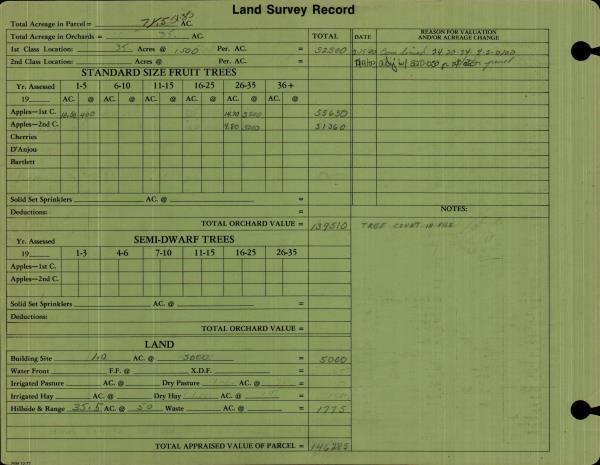 Land Survey Record
Total Acreage in Parcel = AC.
Total Acreage in Orchards = 35 AC. TOTAL DATE REASON FOR VALUATION AND/OR ACREAGE CHANGE
1st Class Location: 35 Acres @ 1500 Per. AC. = 52500
2nd Class Location: Acres @ Per. AC. =
STANDARD SIZE FRUIT TREES
Yr. Assessed 1-5 6-10 11-15 16-25 26-35 36+
19 AC. @ AC. @ AC. @ AC. @ AC. @ AC. @
Apples—1st C. 400 3500 55650
Apples—2nd C. 9.80 3200 31360
Cherries
D'Anjou
Bartlett
Solid Set Sprinklers AC. @ =
Deductions: = NOTES:
TOTAL ORCHARD VALUE = 139510 TREE COUNT IN FILE
Yr. Assessed SEMI-DWARF TREES
19 1-3 4-6 7-10 11-15 16-25 26-35
Apples—1st C.
Apples—2nd C.
Solid Set Sprinklers AC. @ =
Deductions:
TOTAL ORCHARD VALUE =
LAND
Building Site 1.0 AC. @ 5000 = 5000
Water Front F.F. @ X.D.F. =
Irrigated Pasture AC. @ Dry Pasture AC. @ =
Irrigated Hay AC. @ Dry Hay AC. @ =
Hillside & Range 35.5 AC. @ 50 Waste AC. @ = 1775
TOTAL APPRAISED VALUE OF PARCEL = 146285